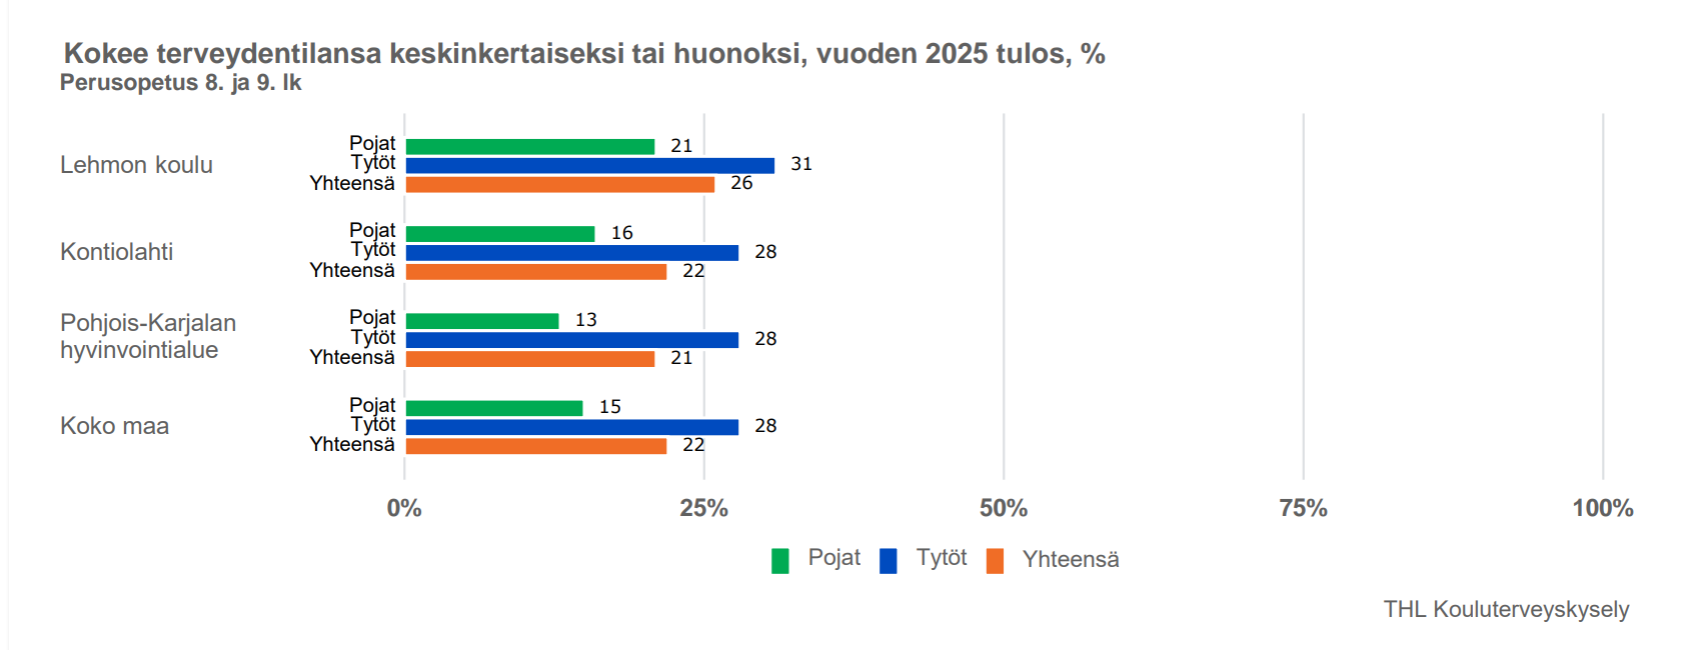 Kokee terveydentilansa keskinkertaiseksi tai huonoksi, vuoden 2025 tulos, %
Perusopetus 8. ja 9. lk
Lehmon koulu
Pojat 21
Tytöt 31
Yhteensä 26
Kontiolahti
Pojat 16
Tytöt 28
Yhteensä 22
Pohjois-Karjalan
hyvinvointialue
Pojat 13
Tytöt 28
Yhteensä 21
Koko maa
Pojat 15
Tytöt 28
Yhteensä 22
0% 25% 50% 75% 100%
Pojat Tytöt Yhteensä
THL Kouluterveyskysely